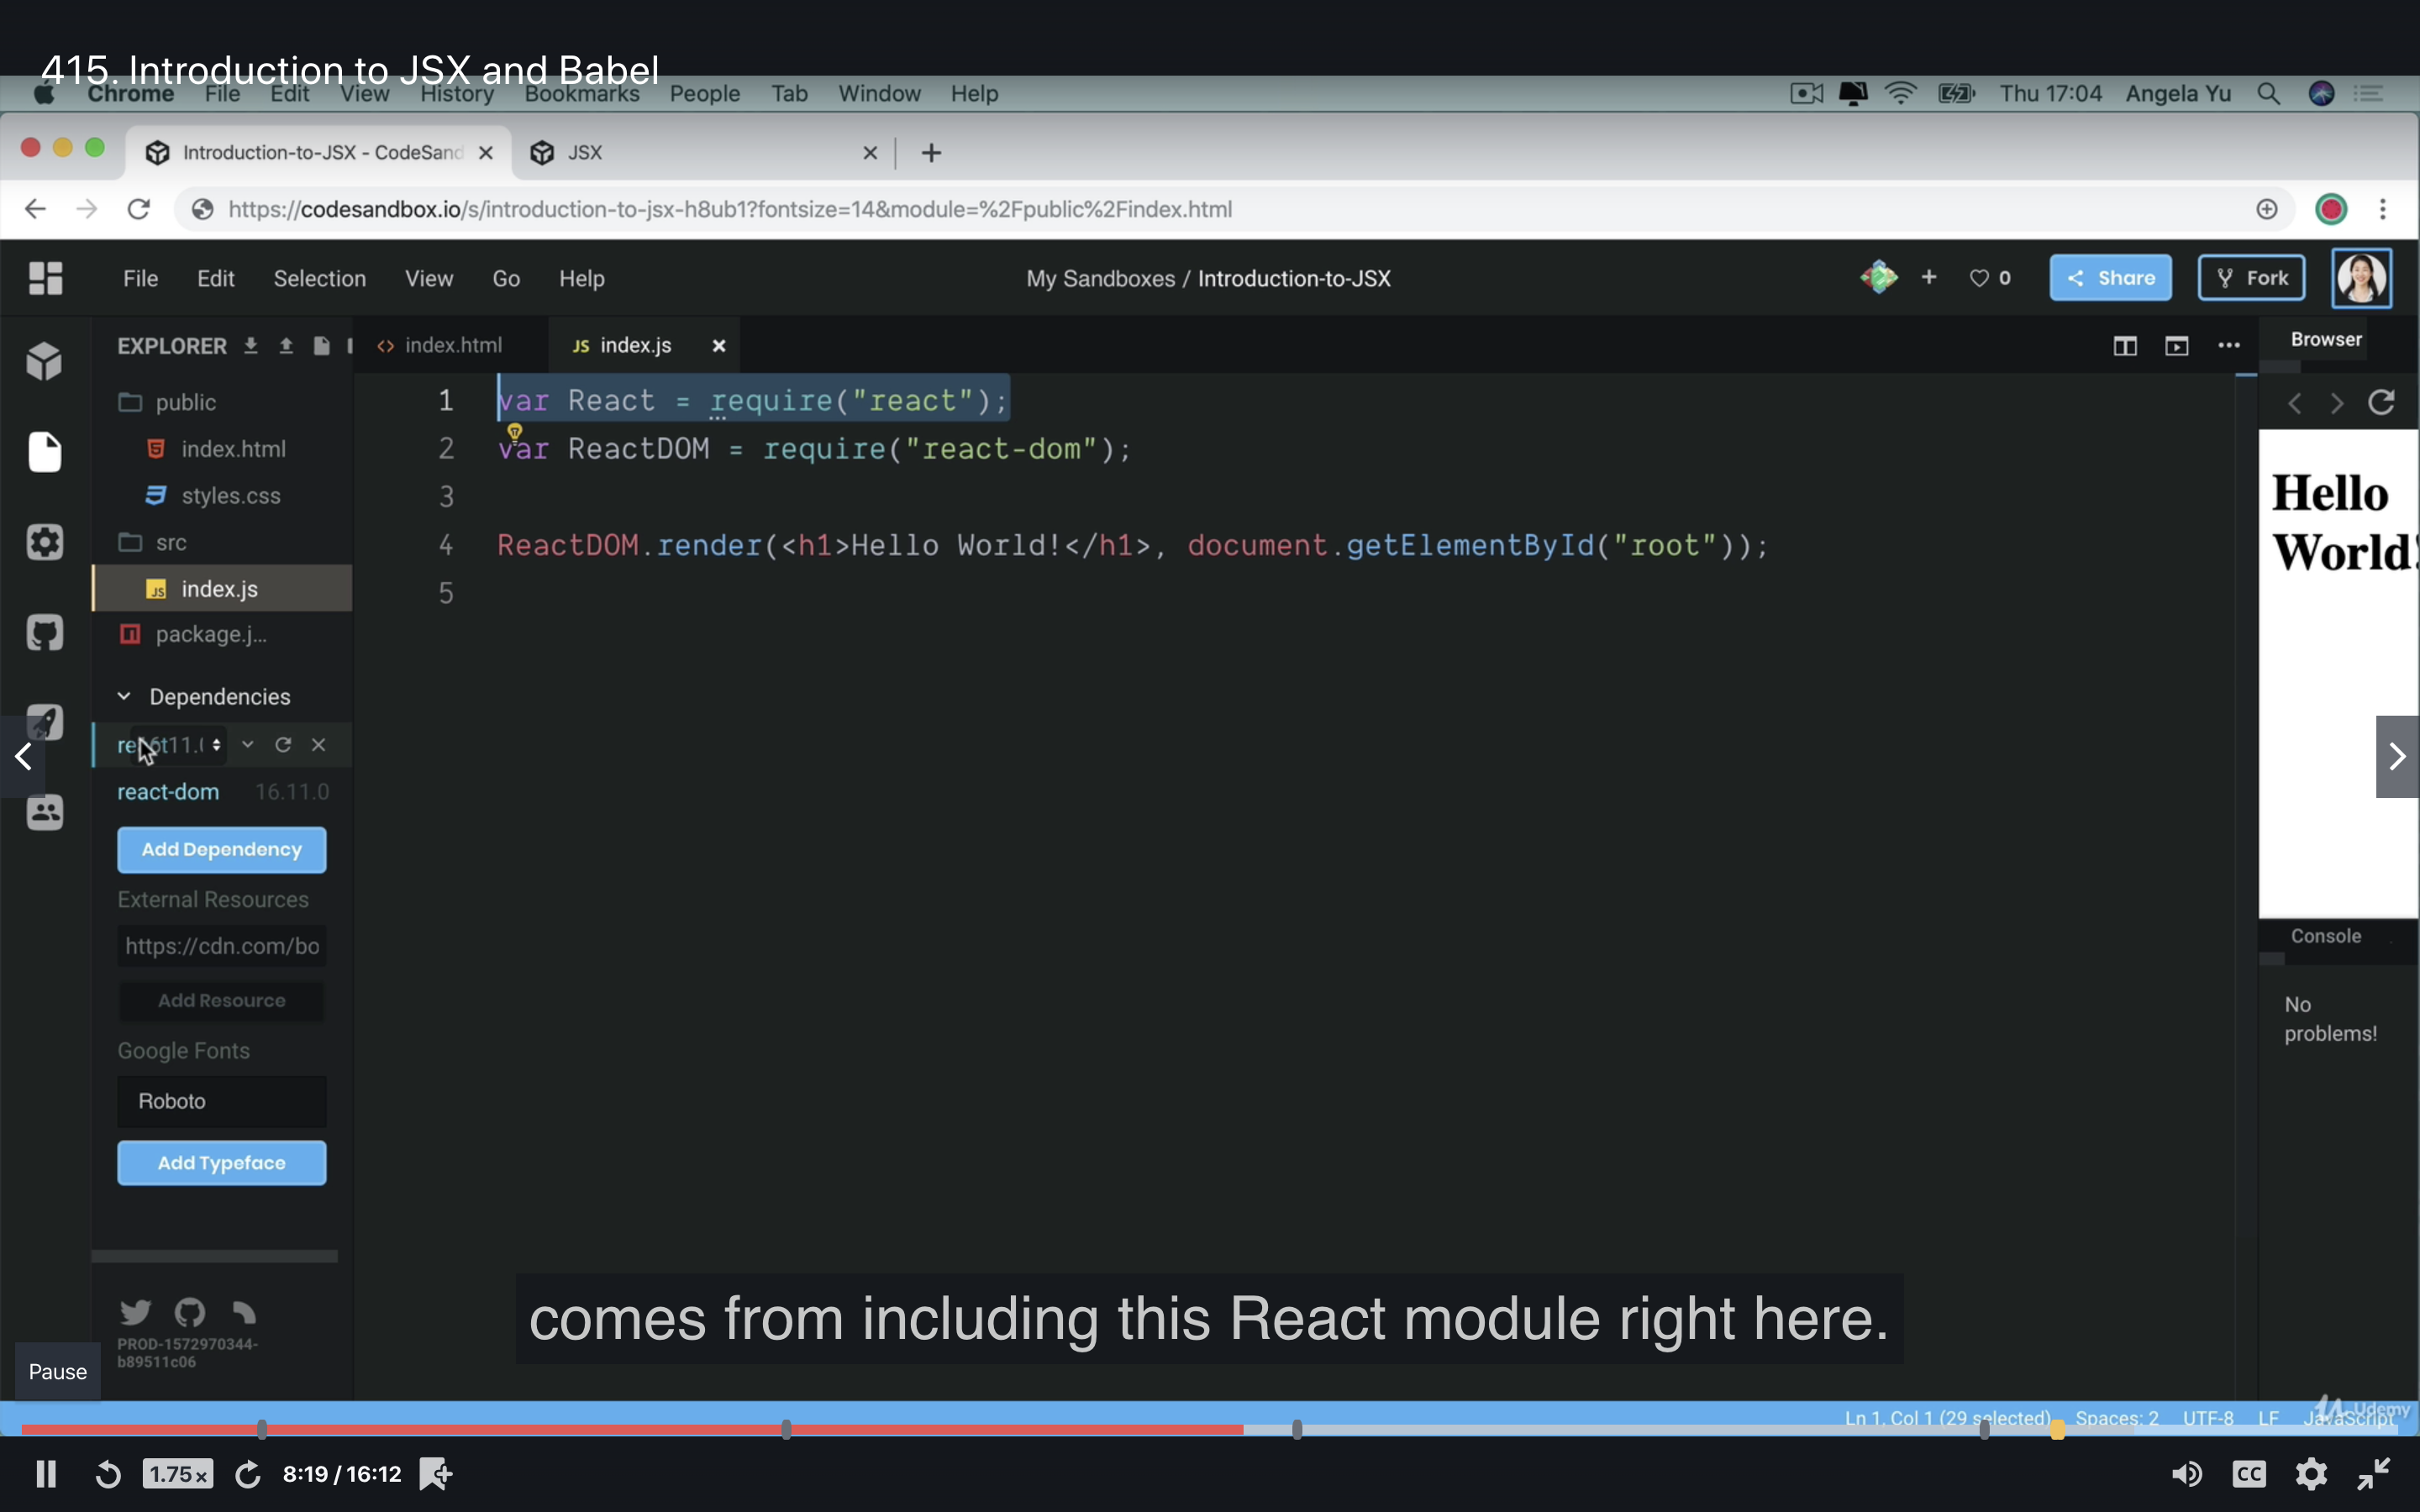 415. Introduction to JSX and Babel
Chrome File Edit View History Bookmarks People Tab Window Help Thu 17:04 Angela Yu
Introduction-to-JSX - CodeSand JSX
https://codesandbox.io/s/introduction-to-jsx-h8ub1?fontsize=14&module=%2Fpublic%2Findex.html
File Edit Selection View Go Help My Sandboxes / Introduction-to-JSX 0 Share Fork
EXPLORER
public
index.html
styles.css
src
JS index.js
package.j...
Dependencies
react-dom 16.11.0
Add Dependency
External Resources
https://cdn.com/bo
Add Resource
Google Fonts
Roboto
Add Typeface
PROD-1572970344-
b89511c06
<> index.html JS index.js
1 var React = require("react");
2 var ReactDOM = require("react-dom");
3
4 ReactDOM.render(<h1>Hello World!</h1>, document.getElementById("root"));
5
Browser
Hello
World!
Console
No
problems!
comes from including this React module right here.
Pause
Ln 1, Col 1 (29 selected) Spaces: 2 UTF-8 LF JavaScript
Udemy
1.75x 8:19 / 16:12 CC